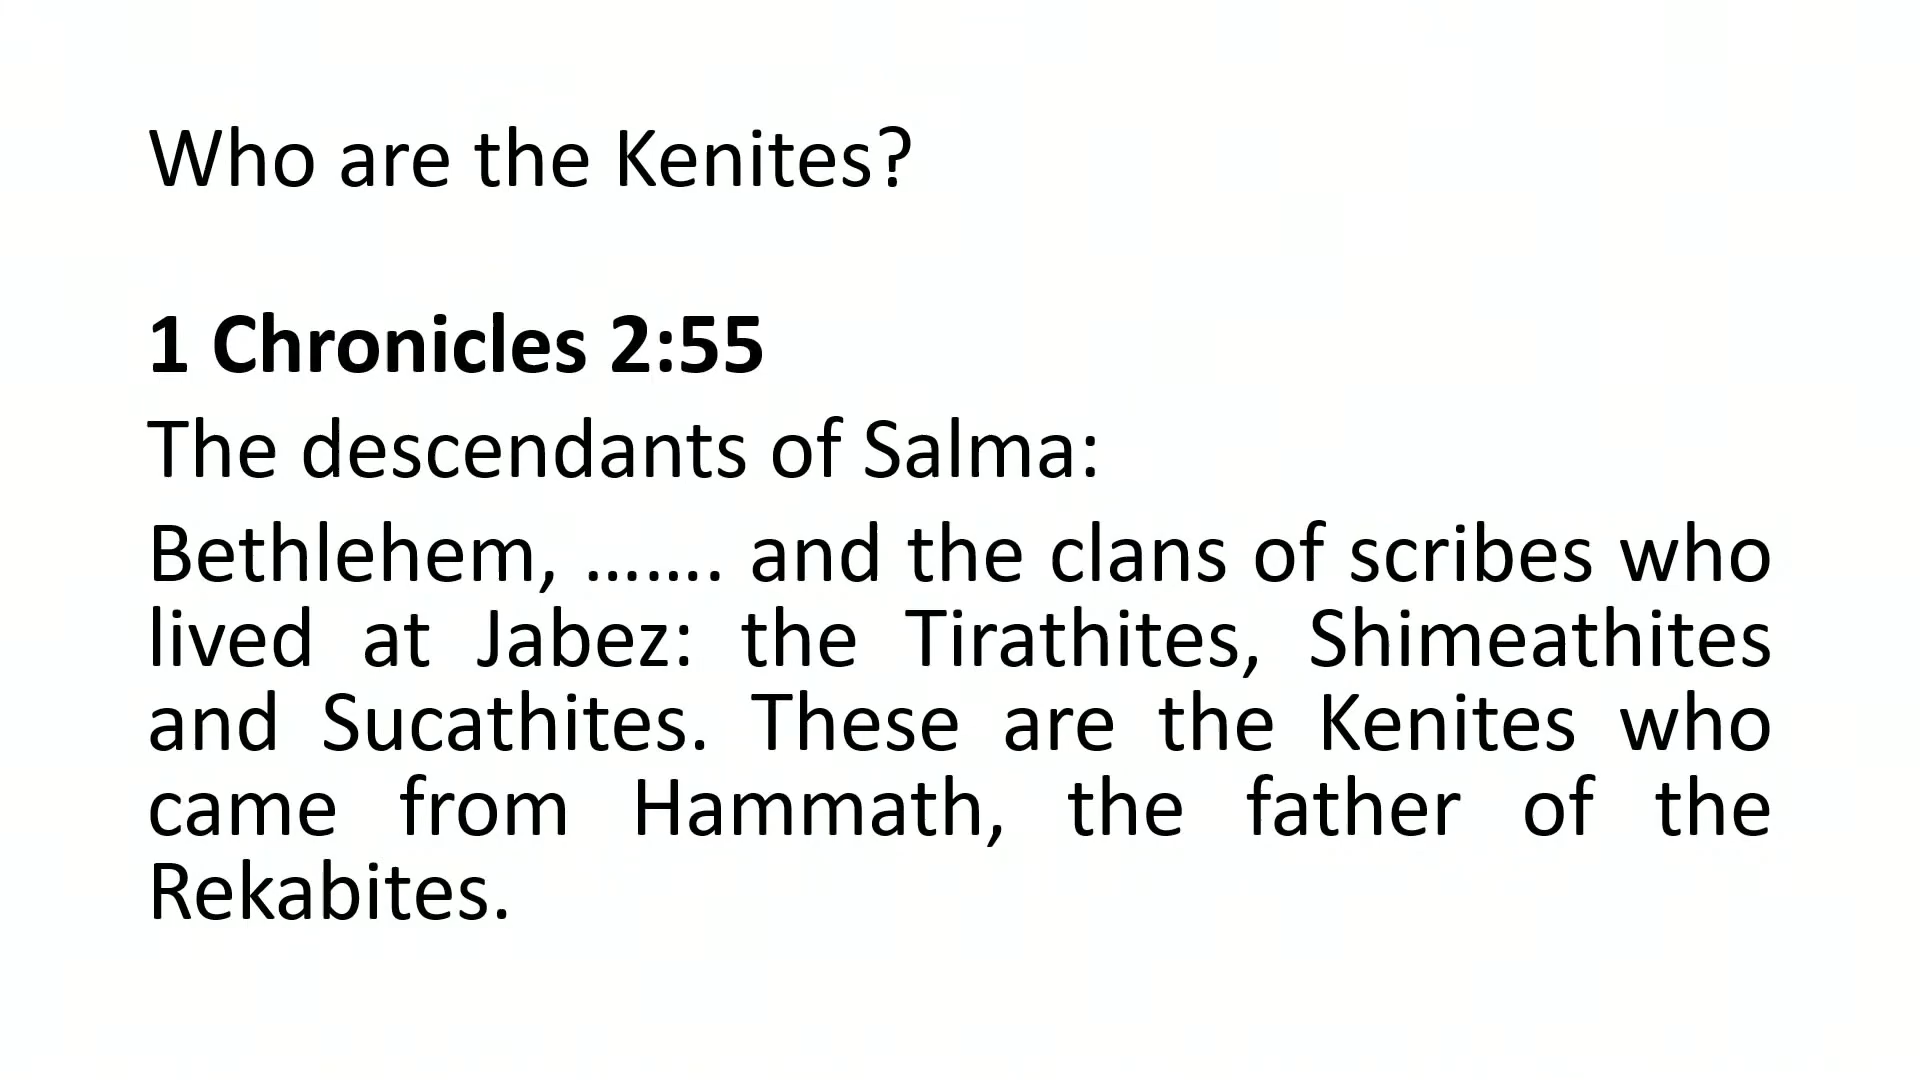 Who are the Kenites?
1 Chronicles 2:55
The descendants of Salma:
Bethlehem, ....... and the clans of scribes who
lived at Jabez: the Tirathites, Shimeathites
and Sucathites. These are the Kenites who
came from Hammath, the father of the
Rekabites.